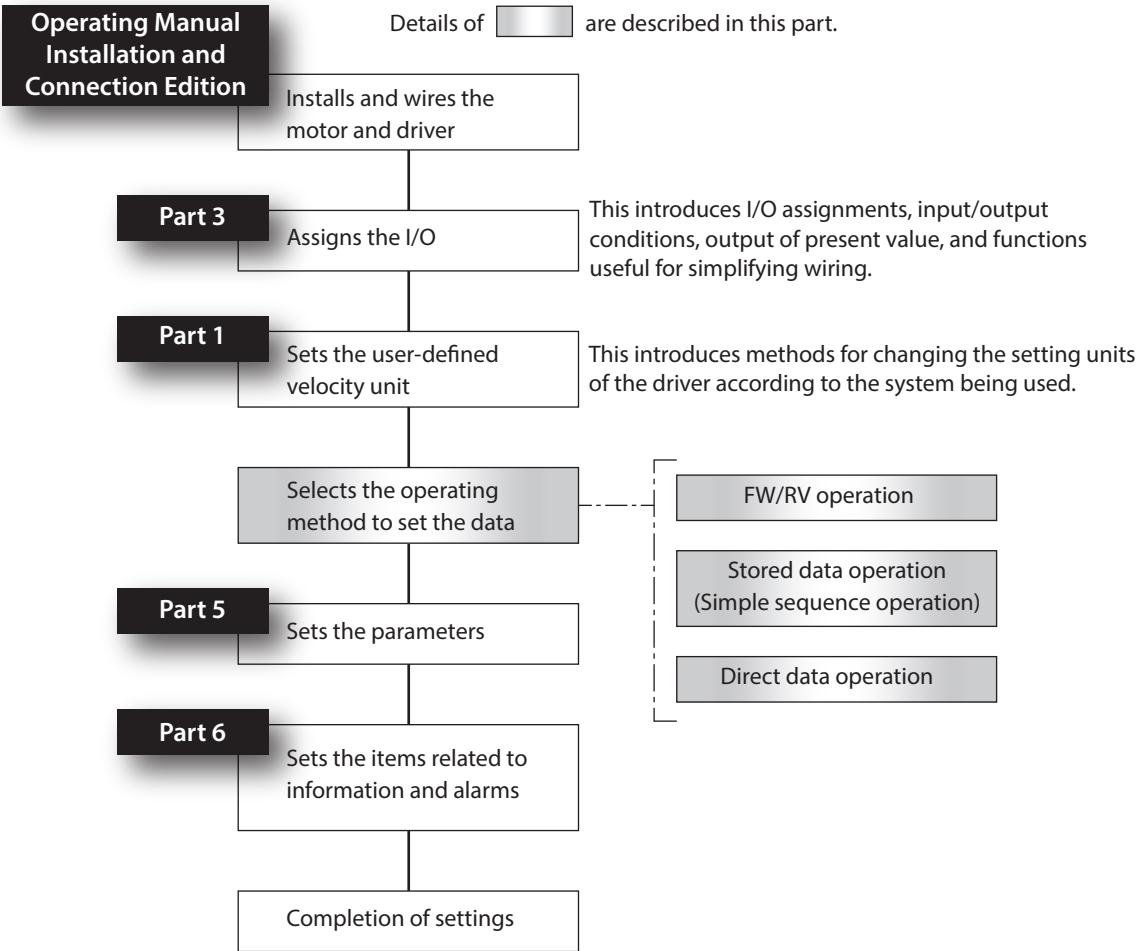 Operating Manual
Installation and
Connection Edition
Details of are described in this part.
Installs and wires the
motor and driver
Part 3
Assigns the I/O
This introduces I/O assignments, input/output
conditions, output of present value, and functions
useful for simplifying wiring.
Part 1
Sets the user-defined
velocity unit
This introduces methods for changing the setting units
of the driver according to the system being used.
Selects the operating
method to set the data
FW/RV operation
Stored data operation
(Simple sequence operation)
Direct data operation
Part 5
Sets the parameters
Part 6
Sets the items related to
information and alarms
Completion of settings